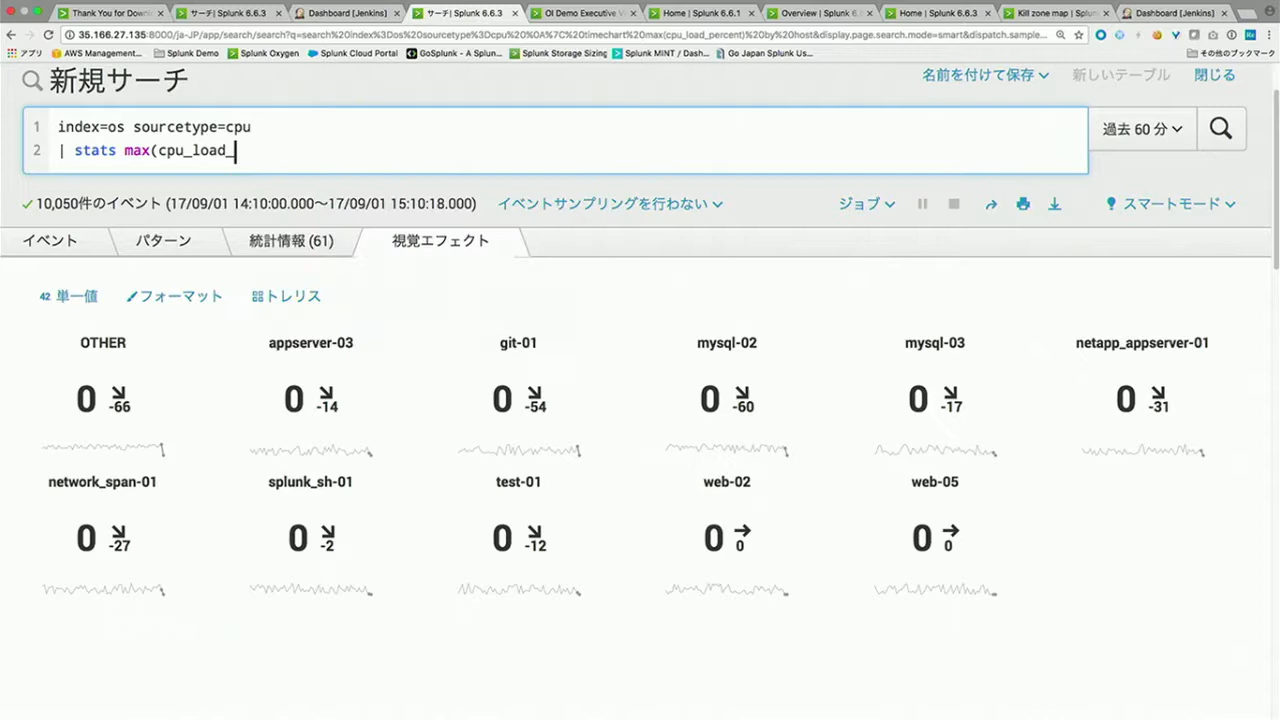 Thank You for Down
サーチ| Splunk 6.6.3
Dashboard [Jenkins]
サーチ| Splunk 6.6.3
OI Demo Executive V
Home | Splunk 6.6.1
Overview | Splunk 6.
Home | Splunk 6.6.3
Kill zone map | Splun
Dashboard [Jenkins]
35.166.27.135:8000/ja-JP/app/search/search?q=search%20index%3Dos%20sourcetype%3Dcpu%20%0A%7C%20timechart%20max(cpu_load_percent)%20by%20host&display.page.search.mode=smart&dispatch.sample...
アプリ
AWS Management...
Splunk Demo
Splunk Oxygen
Splunk Cloud Portal
GoSplunk - A Splun...
Splunk Storage Sizing
Splunk MINT / Dash...
Go Japan Splunk Us...
その他のブックマーク
新規サーチ
名前を付けて保存
新しいテーブル
閉じる
1 index=os sourcetype=cpu
2 | stats max(cpu_load_
過去 60 分
10,050件のイベント (17/09/01 14:10:00.000～17/09/01 15:10:18.000)
イベントサンプリングを行わない
ジョブ
スマートモード
イベント
パターン
統計情報 (61)
視覚エフェクト
42 単一値
フォーマット
トレリス
OTHER
appserver-03
git-01
mysql-02
mysql-03
netapp_appserver-01
0 -66
0 -14
0 -54
0 -60
0 -17
0 -31
network_span-01
splunk_sh-01
test-01
web-02
web-05
0 -27
0 -2
0 -12
0 0
0 0